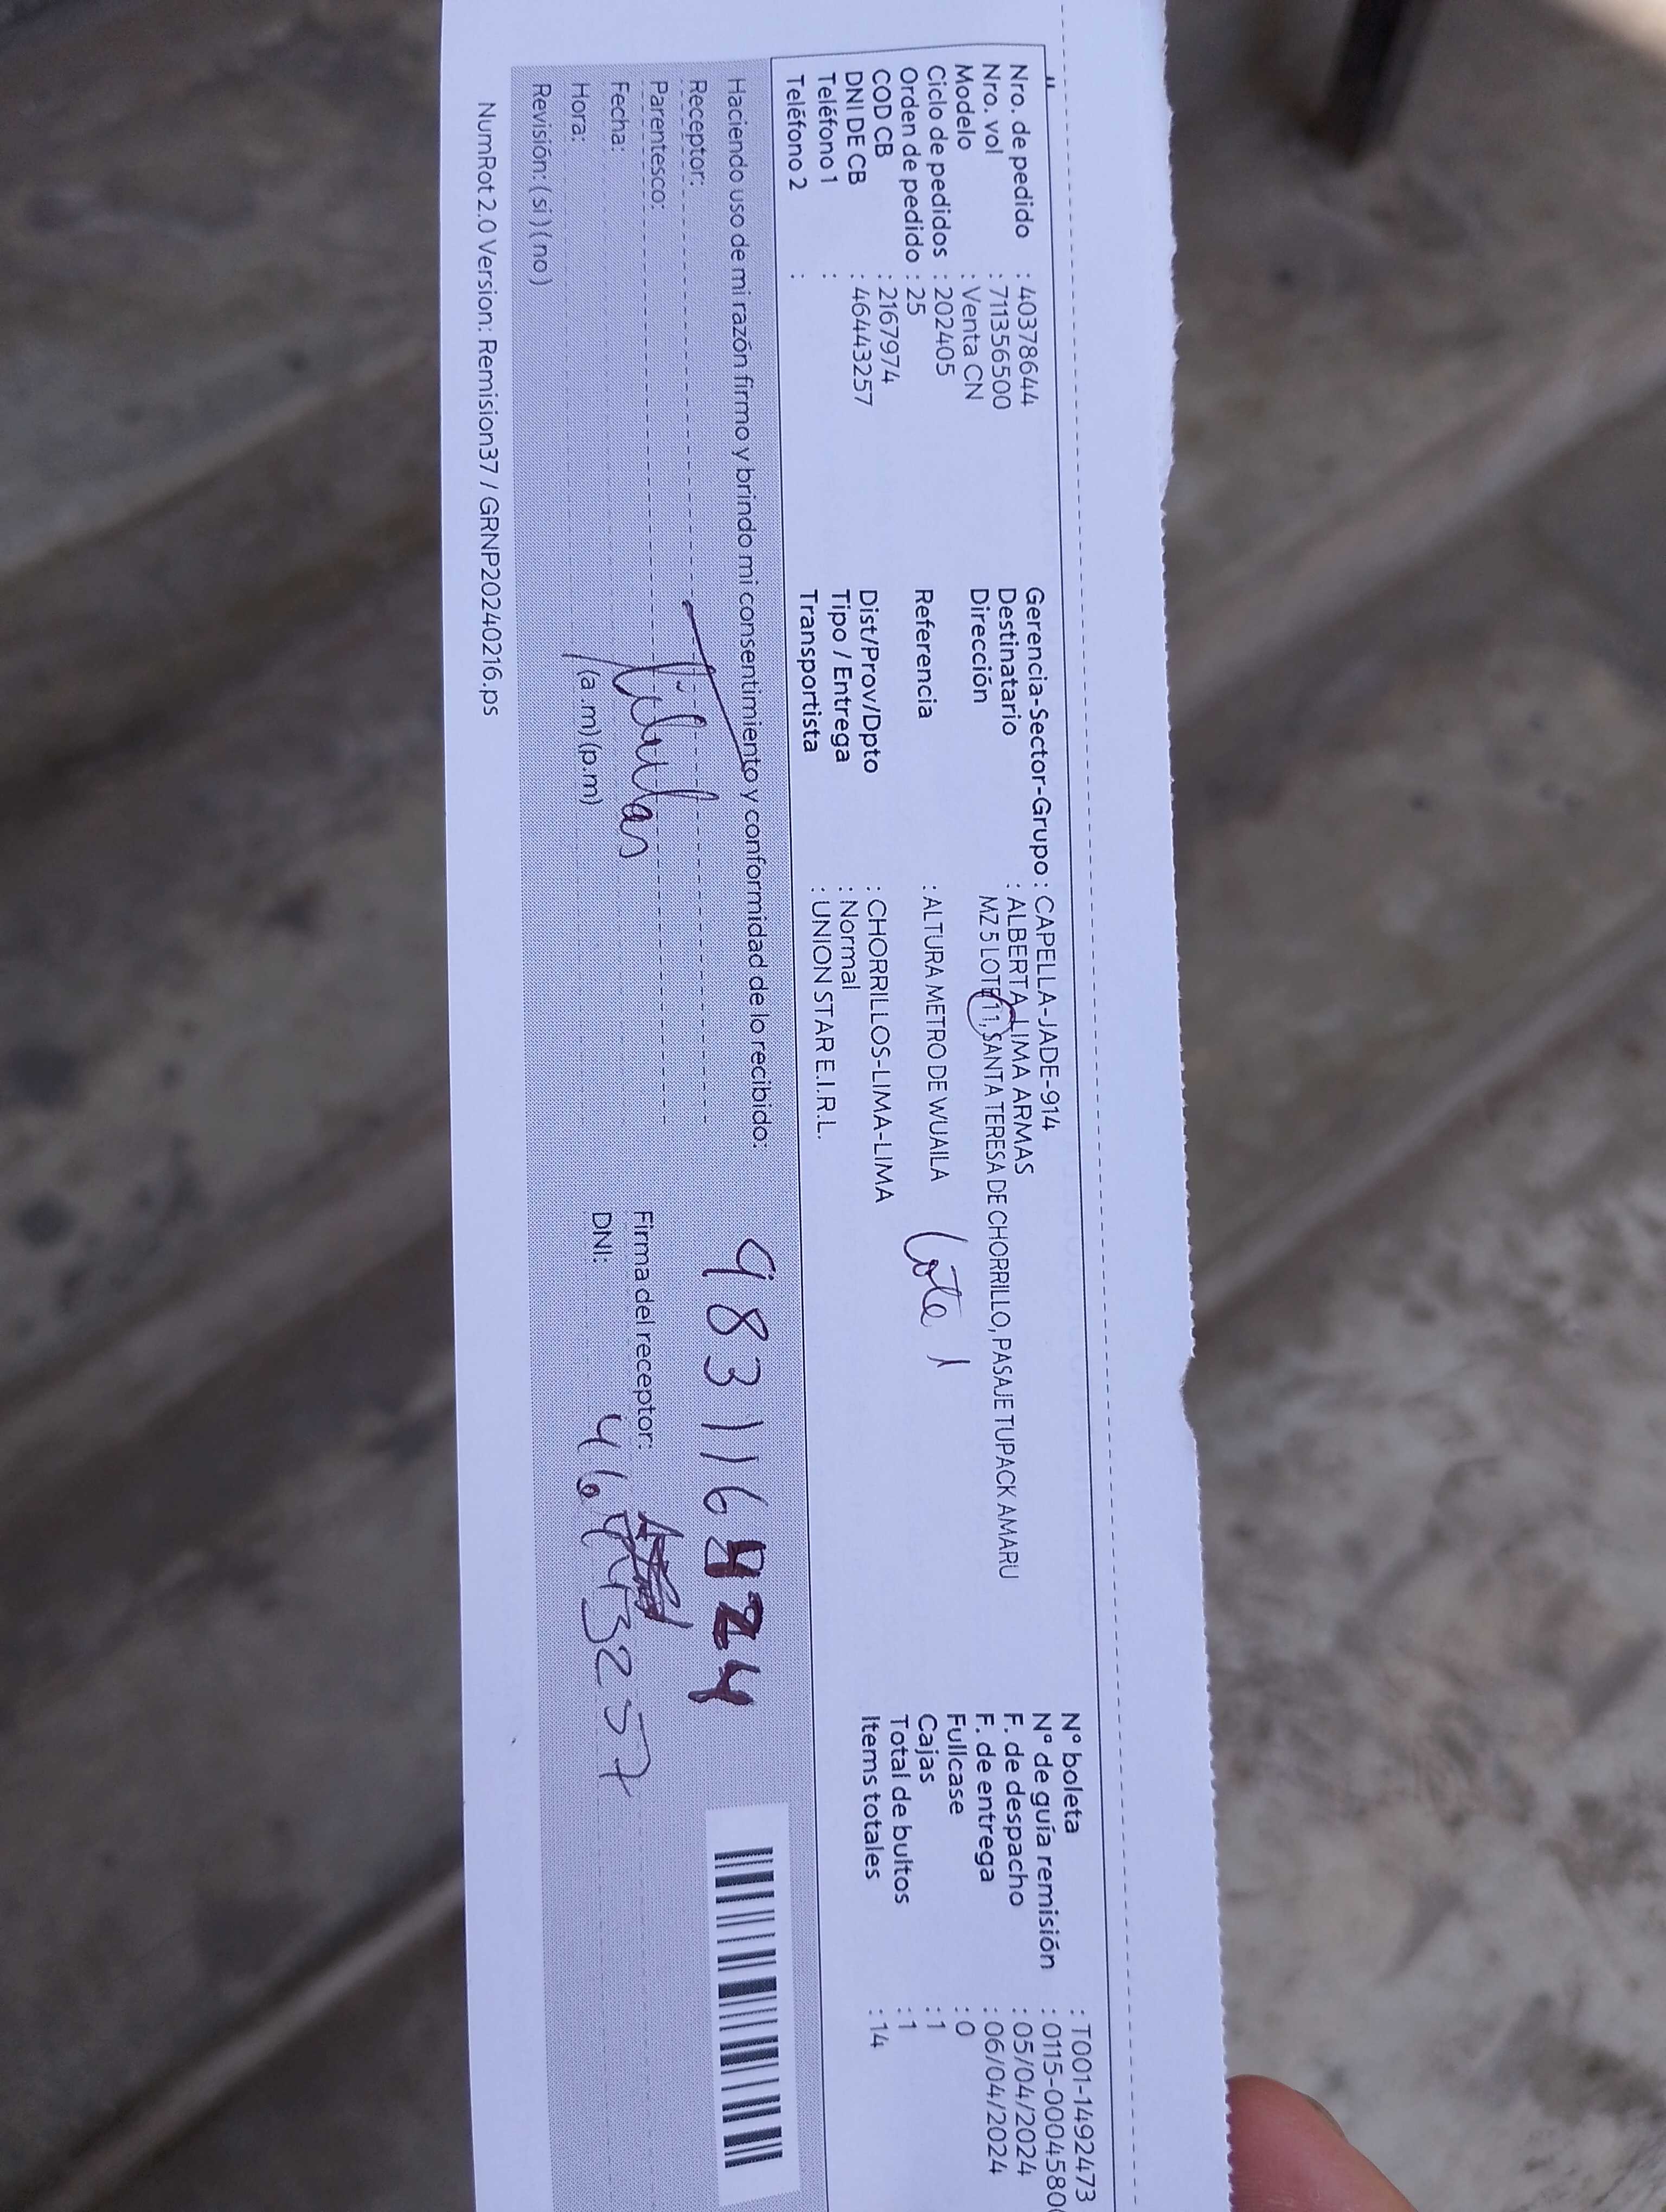 Nro. de pedido : 40378644
Nro. vol : 711356500
Modelo : Venta CN
Ciclo de pedidos : 202405
Orden de pedido : 25
COD CB : 2167974
DNI DE CB : 46443257
Teléfono 1 :
Teléfono 2 :
Gerencia-Sector-Grupo : CAPELLA-JADE-914
Destinatario : ALBERTA LIMA ARMAS
Dirección MZ 5 LOTE 11, SANTA TERESA DE CHORRILLO, PASAJE TUPACK AMARU
Referencia : ALTURA METRO DE WUAILA
Lote 1
Dist/Prov/Dpto : CHORRILLOS-LIMA-LIMA
Tipo / Entrega : Normal
Transportista : UNION STAR E.I.R.L.
N° boleta : T001-1492473
N° de guía remisión : 0115-0004580
F. de despacho : 05/04/2024
F. de entrega : 06/04/2024
Fullcase : 0
Cajas : 1
Total de bultos : 1
Items totales : 14
Haciendo uso de mi razón firmo y brindo mi consentimiento y conformidad de lo recibido:
Receptor:
Parentesco:
Fecha:
Hora: (a.m) (p.m)
Revisión: (si) (no)
Firma del receptor:
DNI:
NumRot 2.0 Version: Remision37 / GRNP20240216.ps